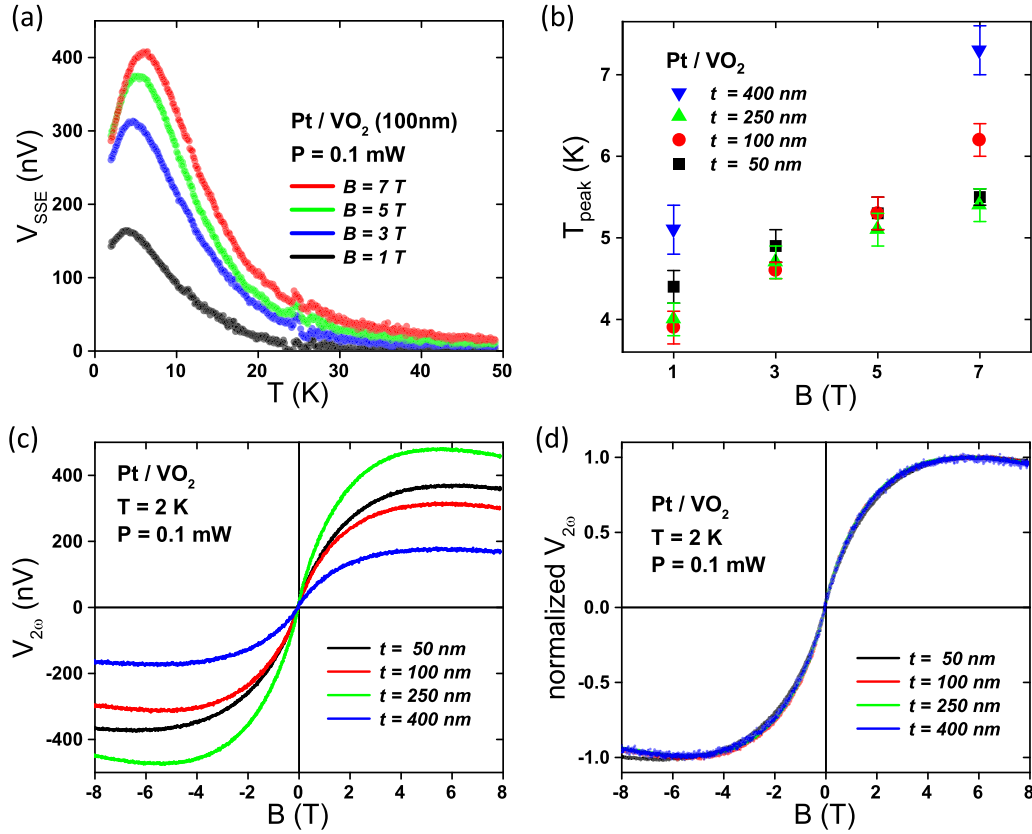 (a)
400
300
200
100
0
V_SSE (nV)
Pt / VO₂ (100nm)
P = 0.1 mW
B = 7 T
B = 5 T
B = 3 T
B = 1 T
0 10 20 30 40 50
T (K)
(b)
7
6
5
4
T_peak (K)
Pt / VO₂
t = 400 nm
t = 250 nm
t = 100 nm
t = 50 nm
1 3 5 7
B (T)
(c)
400
200
0
-200
-400
V_2ω (nV)
Pt / VO₂
T = 2 K
P = 0.1 mW
t = 50 nm
t = 100 nm
t = 250 nm
t = 400 nm
-8 -6 -4 -2 0 2 4 6 8
B (T)
(d)
1.0
0.5
0.0
-0.5
-1.0
normalized V_2ω
Pt / VO₂
T = 2 K
P = 0.1 mW
t = 50 nm
t = 100 nm
t = 250 nm
t = 400 nm
-8 -6 -4 -2 0 2 4 6 8
B (T)